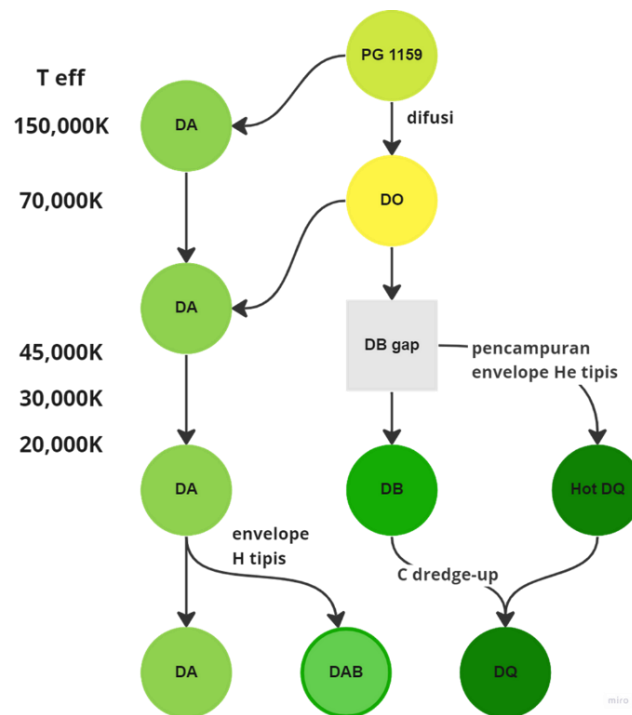 PG 1159
T eff
DA
150,000K
difusi
70,000K
DO
DA
45,000K
DB gap
pencampuran
envelope He tipis
30,000K
20,000K
DA
DB
Hot DQ
envelope
H tipis
C dredge-up
DA
DAB
DQ
miro